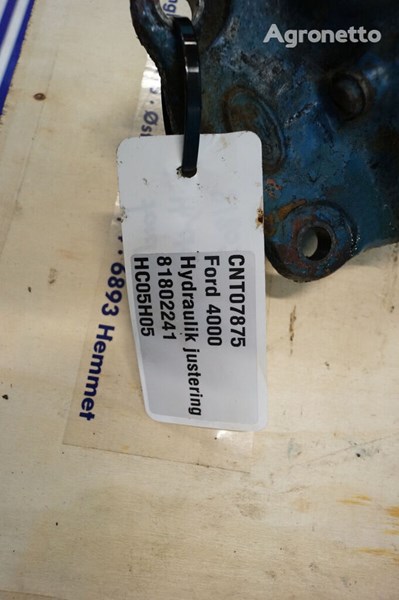 Agronetto
CNT07875
Ford 4000
Hydraulik justering
81802241
HC05H05
6893 Hemmet